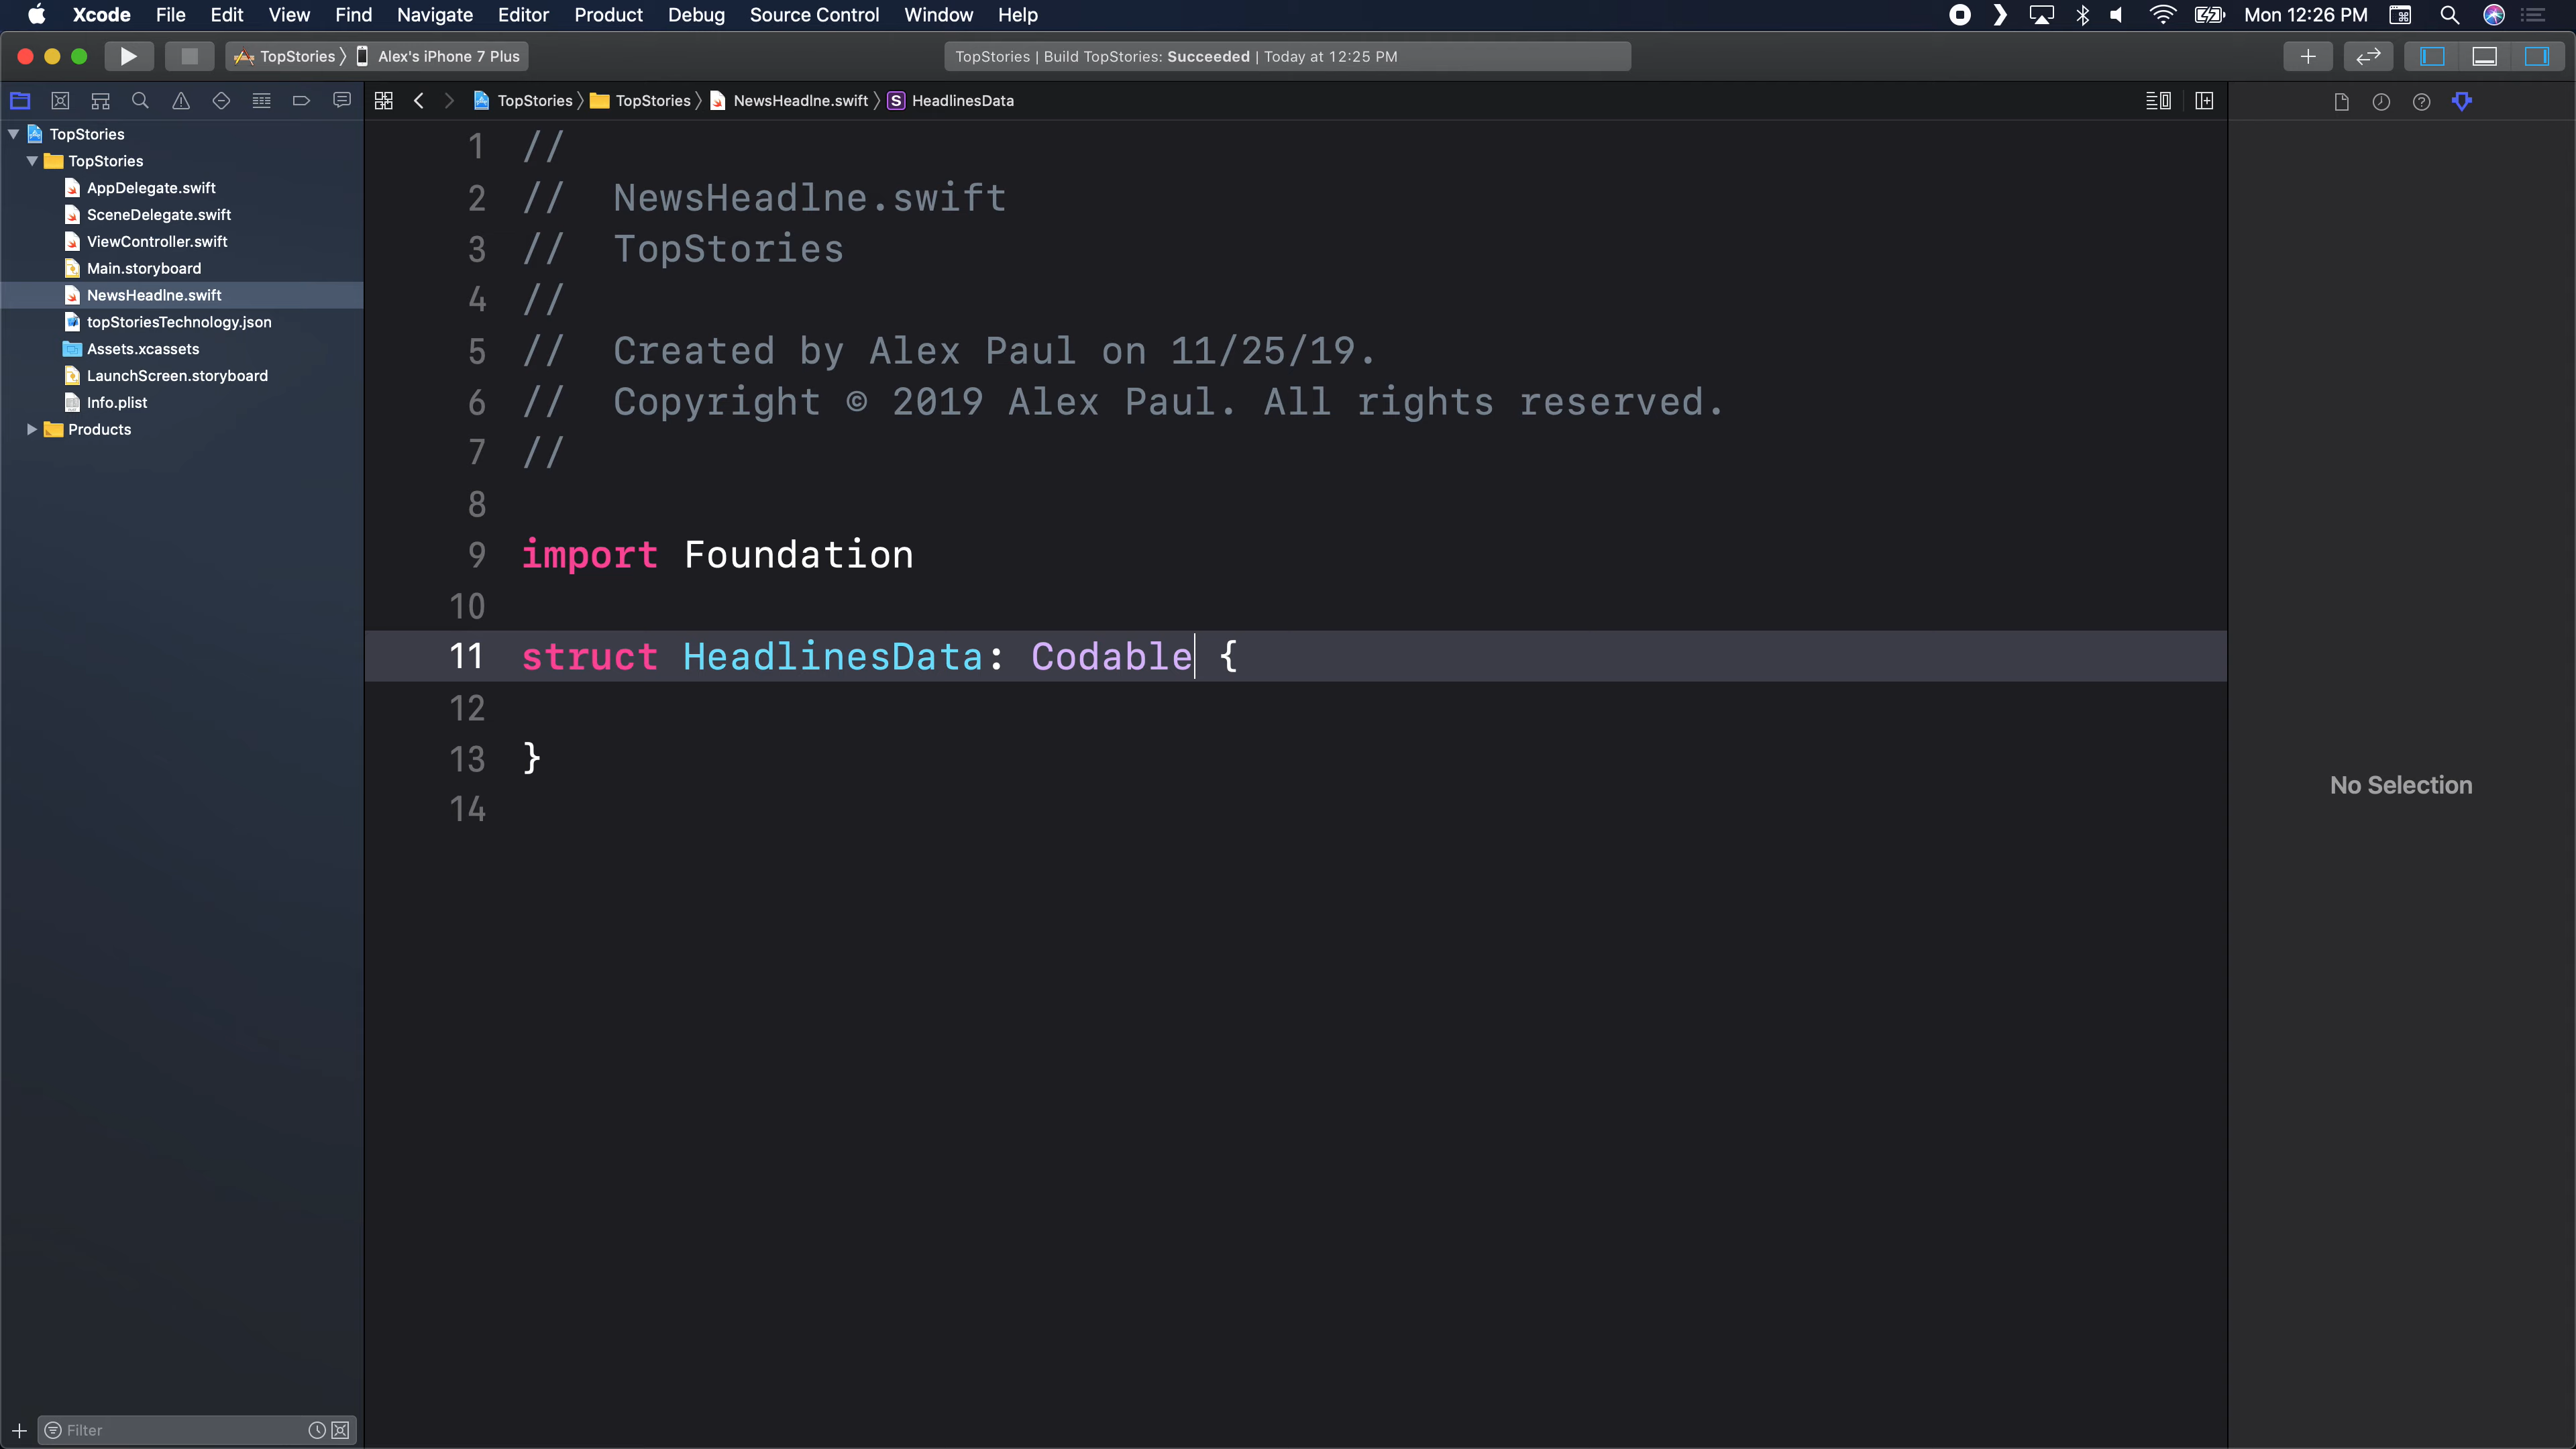 Xcode File Edit View Find Navigate Editor Product Debug Source Control Window Help Mon 12:26 PM
TopStories Alex's iPhone 7 Plus TopStories | Build TopStories: Succeeded | Today at 12:25 PM
TopStories TopStories NewsHeadlne.swift S HeadlinesData
TopStories
TopStories
AppDelegate.swift
SceneDelegate.swift
ViewController.swift
Main.storyboard
NewsHeadlne.swift
topStoriesTechnology.json
Assets.xcassets
LaunchScreen.storyboard
Info.plist
Products
Filter
1 //
2 //  NewsHeadlne.swift
3 //  TopStories
4 //
5 //  Created by Alex Paul on 11/25/19.
6 //  Copyright © 2019 Alex Paul. All rights reserved.
7 //
8
9 import Foundation
10
11 struct HeadlinesData: Codable {
12
13 }
14
No Selection